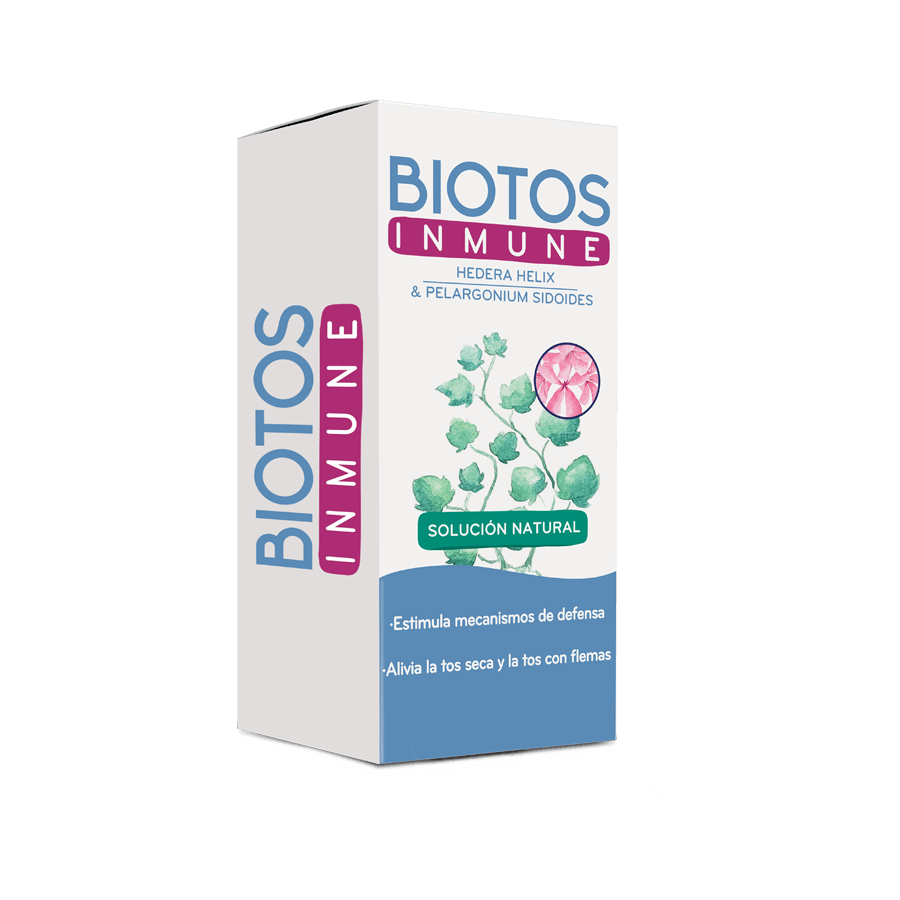 BIOTOS
INMUNE
HEDERA HELIX
& PELARGONIUM SIDOIDES
SOLUCIÓN NATURAL
·Estimula mecanismos de defensa
·Alivia la tos seca y la tos con flemas
BIOTOS
INMUNE